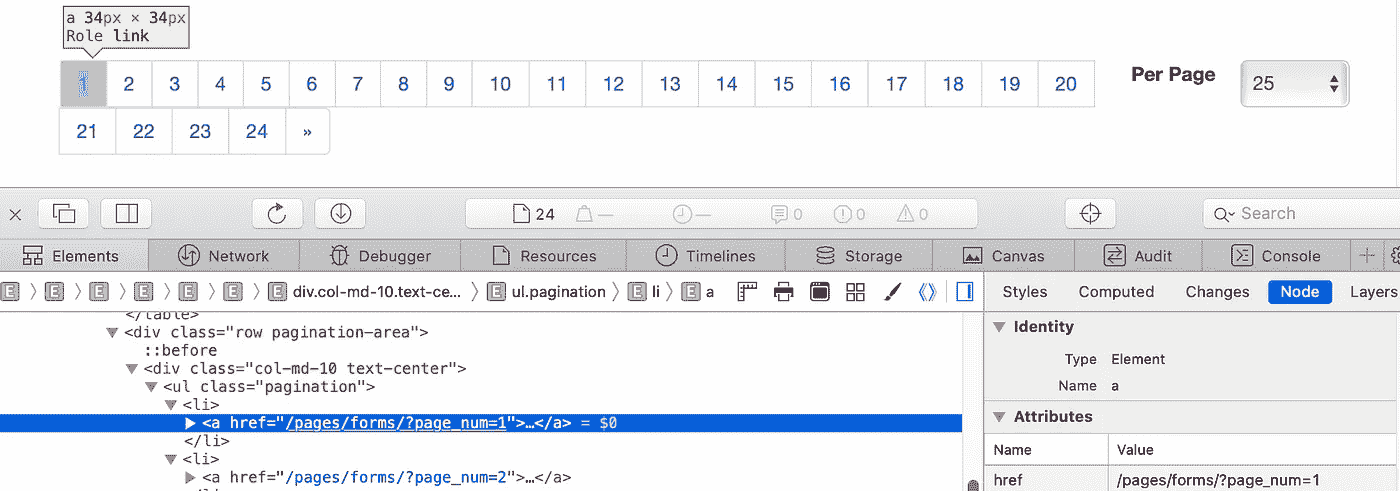 a 34px × 34px
Role link
1 2 3 4 5 6 7 8 9 10 11 12 13 14 15 16 17 18 19 20 Per Page 25
21 22 23 24 »
24 — — 0 0 0 Search
Elements Network Debugger Resources Timelines Storage Canvas Audit Console
E E E E E E E div.col-md-10.text-ce... E ul.pagination E li E a Styles Computed Changes Node Layers
</table>
<div class="row pagination-area">
::before
<div class="col-md-10 text-center">
<ul class="pagination">
<li>
<a href="/pages/forms/?page_num=1">…</a> = $0
</li>
<li>
<a href="/pages/forms/?page_num=2">…</a>
Identity
Type Element
Name a
Attributes
Name Value
href /pages/forms/?page_num=1